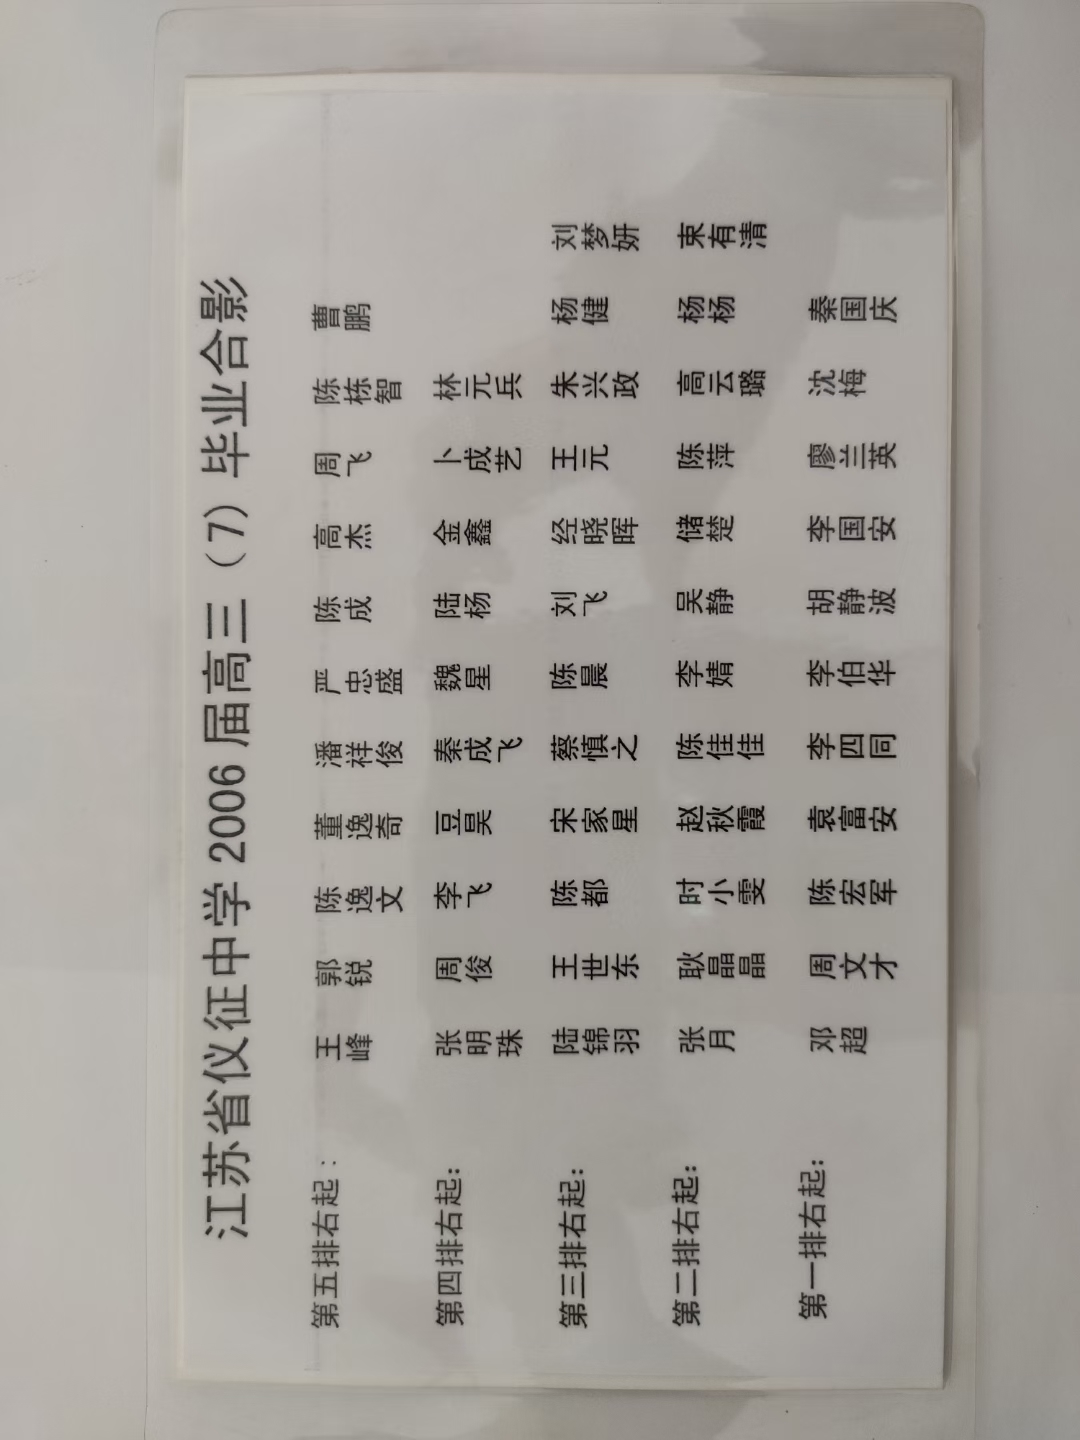 江苏省仪征中学 2006 届高三（7）毕业合影
第五排右起： 王峰 郭锐 陈逸文 董逸奇 潘祥俊 严忠盛 陈成 高杰 周飞 陈栋智 曹鹏
第四排右起: 张明珠 周俊 李飞 豆昊 秦成飞 魏星 陆杨 金鑫 卜成艺 林元兵
第三排右起: 陆锦羽 王世东 陈都 宋家星 蔡慎之 陈晨 刘飞 经晓晖 王元 朱兴政 杨健 刘梦妍
第二排右起: 张月 耿晶晶 时小雯 赵秋霞 陈佳佳 李婧 吴静 储楚 陈萍 高云璐 杨杨 束有清
第一排右起: 邓超 周文才 陈宏军 袁富安 李四同 李伯华 胡静波 李国安 廖兰英 沈梅 秦国庆